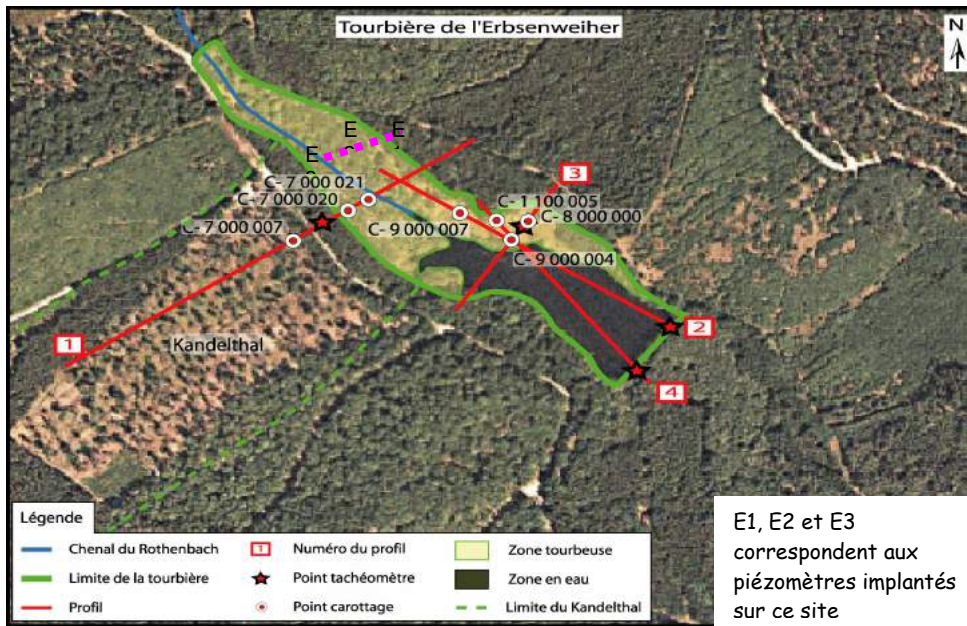 Tourbière de l'Erbsenweiher
N
E
E
E
C- 7 000 021
C- 7 000 020
C- 7 000 007
C- 9 000 007
3
C- 1 100 005
C- 8 000 000
C- 9 000 004
1
Kandelthal
2
4
Légende
Chenal du Rothenbach
1 Numéro du profil
Zone tourbeuse
Limite de la tourbière
Point tachéomètre
Zone en eau
Profil
Point carottage
Limite du Kandelthal
E1, E2 et E3
correspondent aux
piézomètres implantés
sur ce site